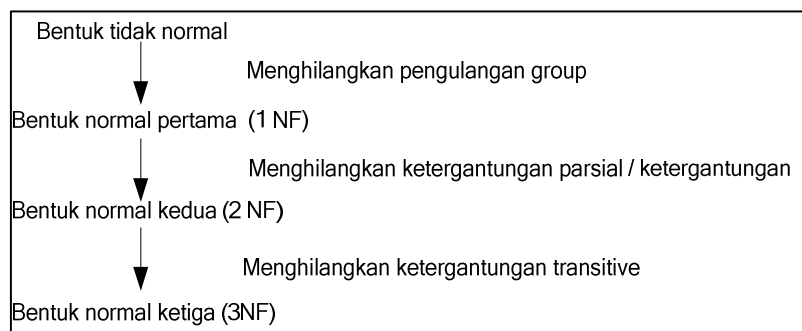 Bentuk tidak normal
Menghilangkan pengulangan group
Bentuk normal pertama (1 NF)
Menghilangkan ketergantungan parsial / ketergantungan
Bentuk normal kedua (2 NF)
Menghilangkan ketergantungan transitive
Bentuk normal ketiga (3NF)